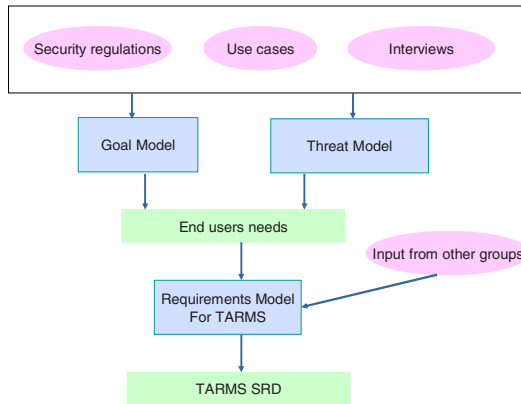 Security regulations
Use cases
Interviews
Goal Model
Threat Model
End users needs
Input from other groups
Requirements Model
For TARMS
TARMS SRD